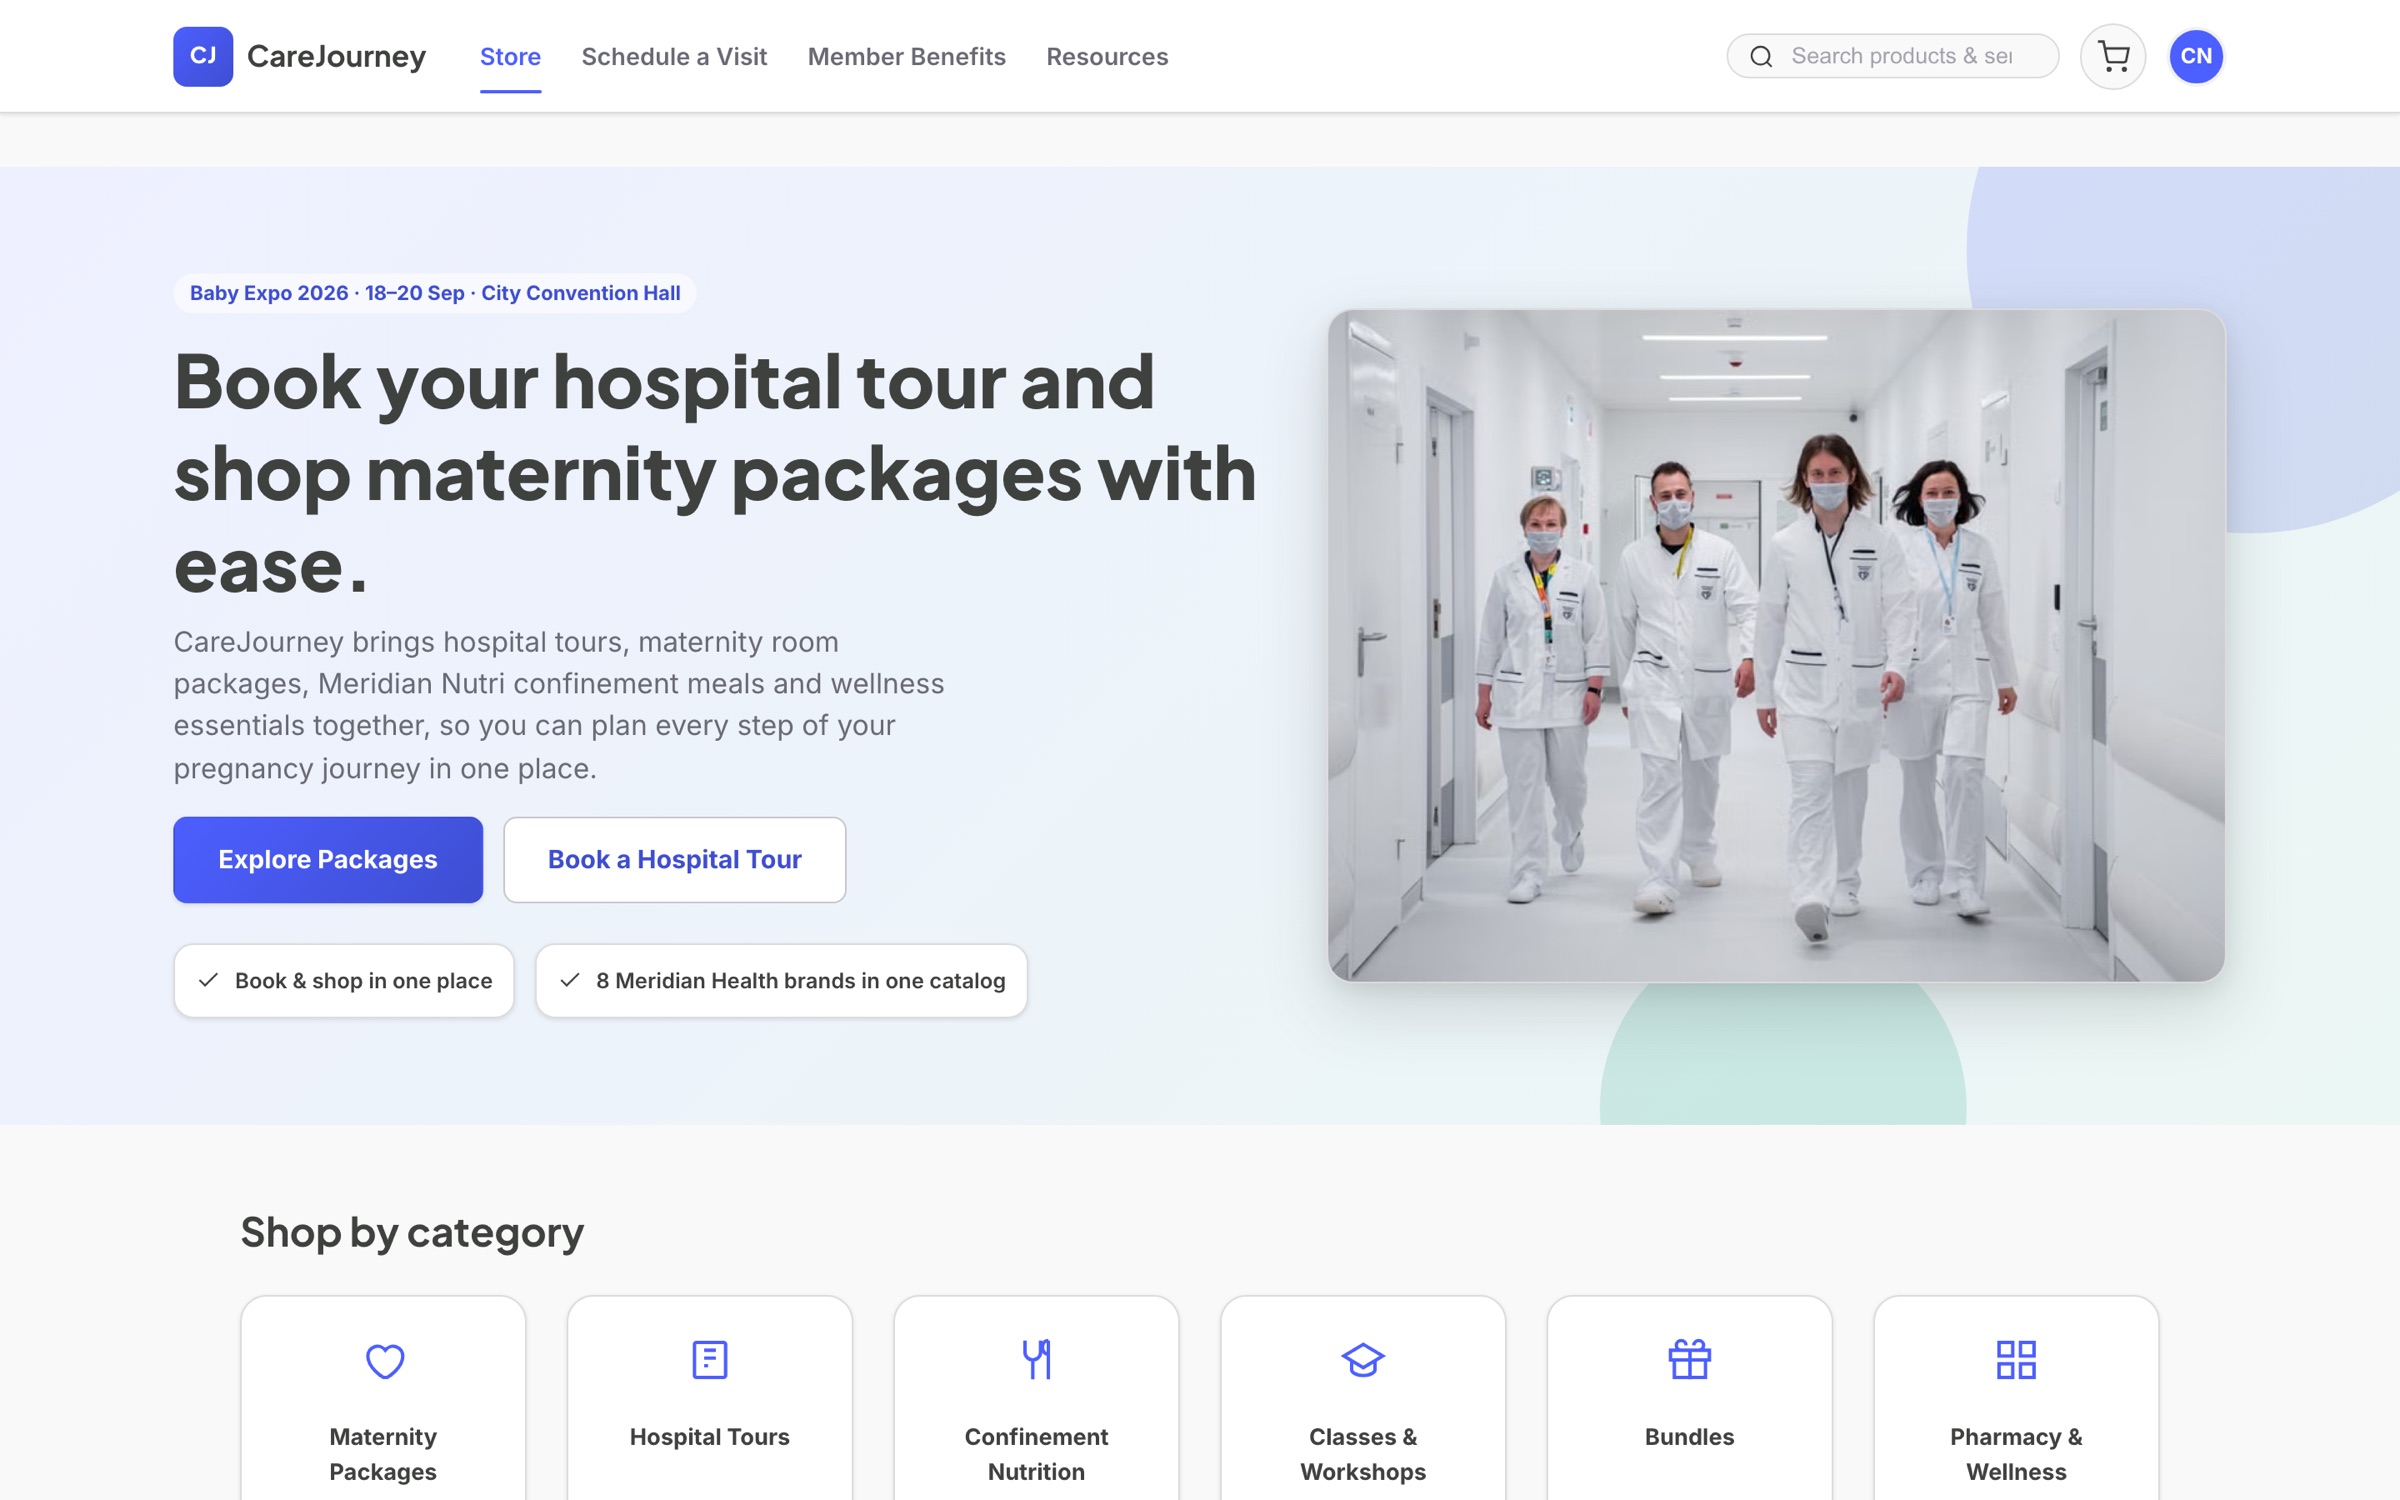 CJ CareJourney Store Schedule a Visit Member Benefits Resources Search products & CN
Baby Expo 2026 · 18–20 Sep · City Convention Hall
Book your hospital tour and
shop maternity packages with
ease.
CareJourney brings hospital tours, maternity room
packages, Meridian Nutri confinement meals and wellness
essentials together, so you can plan every step of your
pregnancy journey in one place.
Explore Packages Book a Hospital Tour
Book & shop in one place 8 Meridian Health brands in one catalog
Shop by category
Maternity
Packages
Hospital Tours
Confinement
Nutrition
Classes &
Workshops
Bundles
Pharmacy &
Wellness